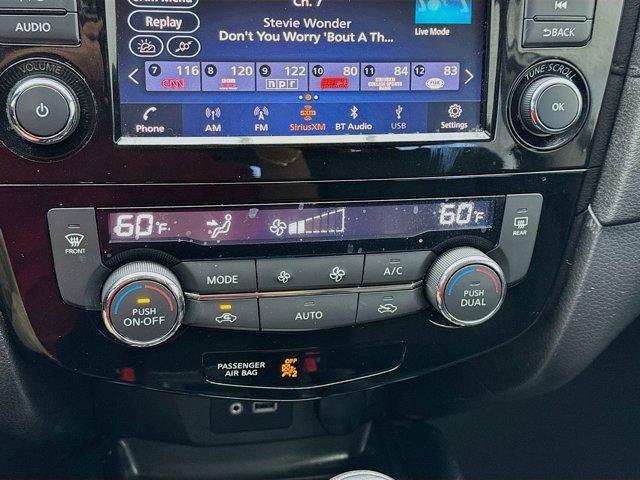 Ch. 7
Stevie Wonder
Don't You Worry 'Bout A Th...
Replay
AUDIO
VOLUME
Live Mode
BACK
TUNE·SCROLL
OK
7 116 8 120 9 122 10 80 11 84 12 83
CNN npr
Phone AM FM SiriusXM BT Audio USB Settings
60°F 60°F
FRONT
REAR
MODE
A/C
AUTO
PUSH
ON·OFF
PUSH
DUAL
PASSENGER
AIR BAG
OFF
2